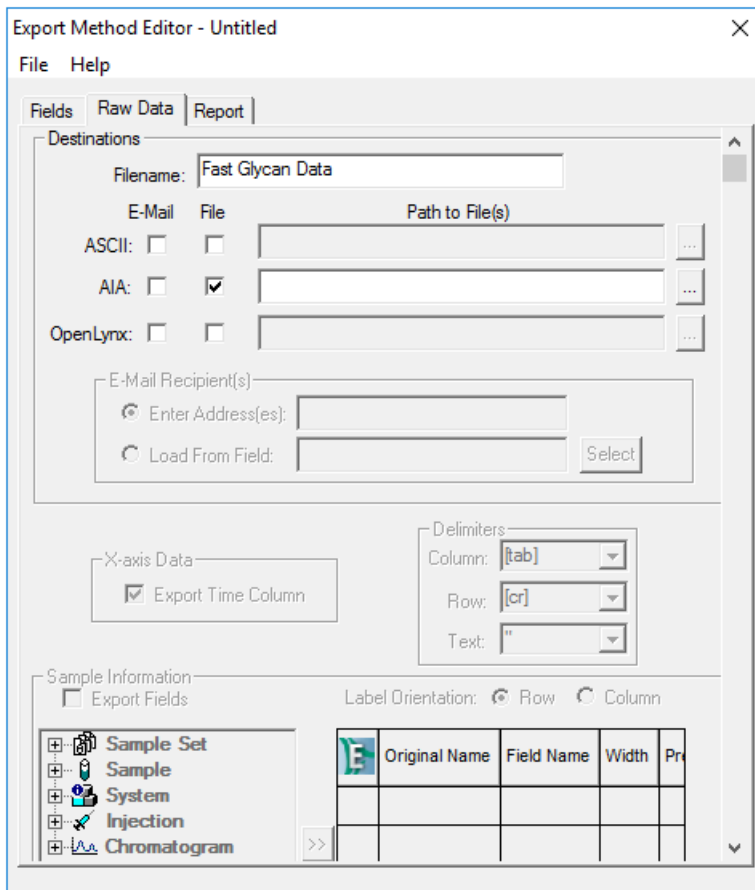 Export Method Editor - Untitled
File Help
Fields Raw Data Report
Destinations
Filename: Fast Glycan Data
E-Mail File Path to File(s)
ASCII: ...
AIA: ...
OpenLynx: ...
E-Mail Recipient(s)
Enter Address(es):
Load From Field: Select
Delimiters
X-axis Data Column: [tab]
Export Time Column Row: [cr]
Text: "
Sample Information
Export Fields Label Orientation: Row Column
Sample Set
Sample E Original Name Field Name Width Pre
System
Injection
Chromatogram >>